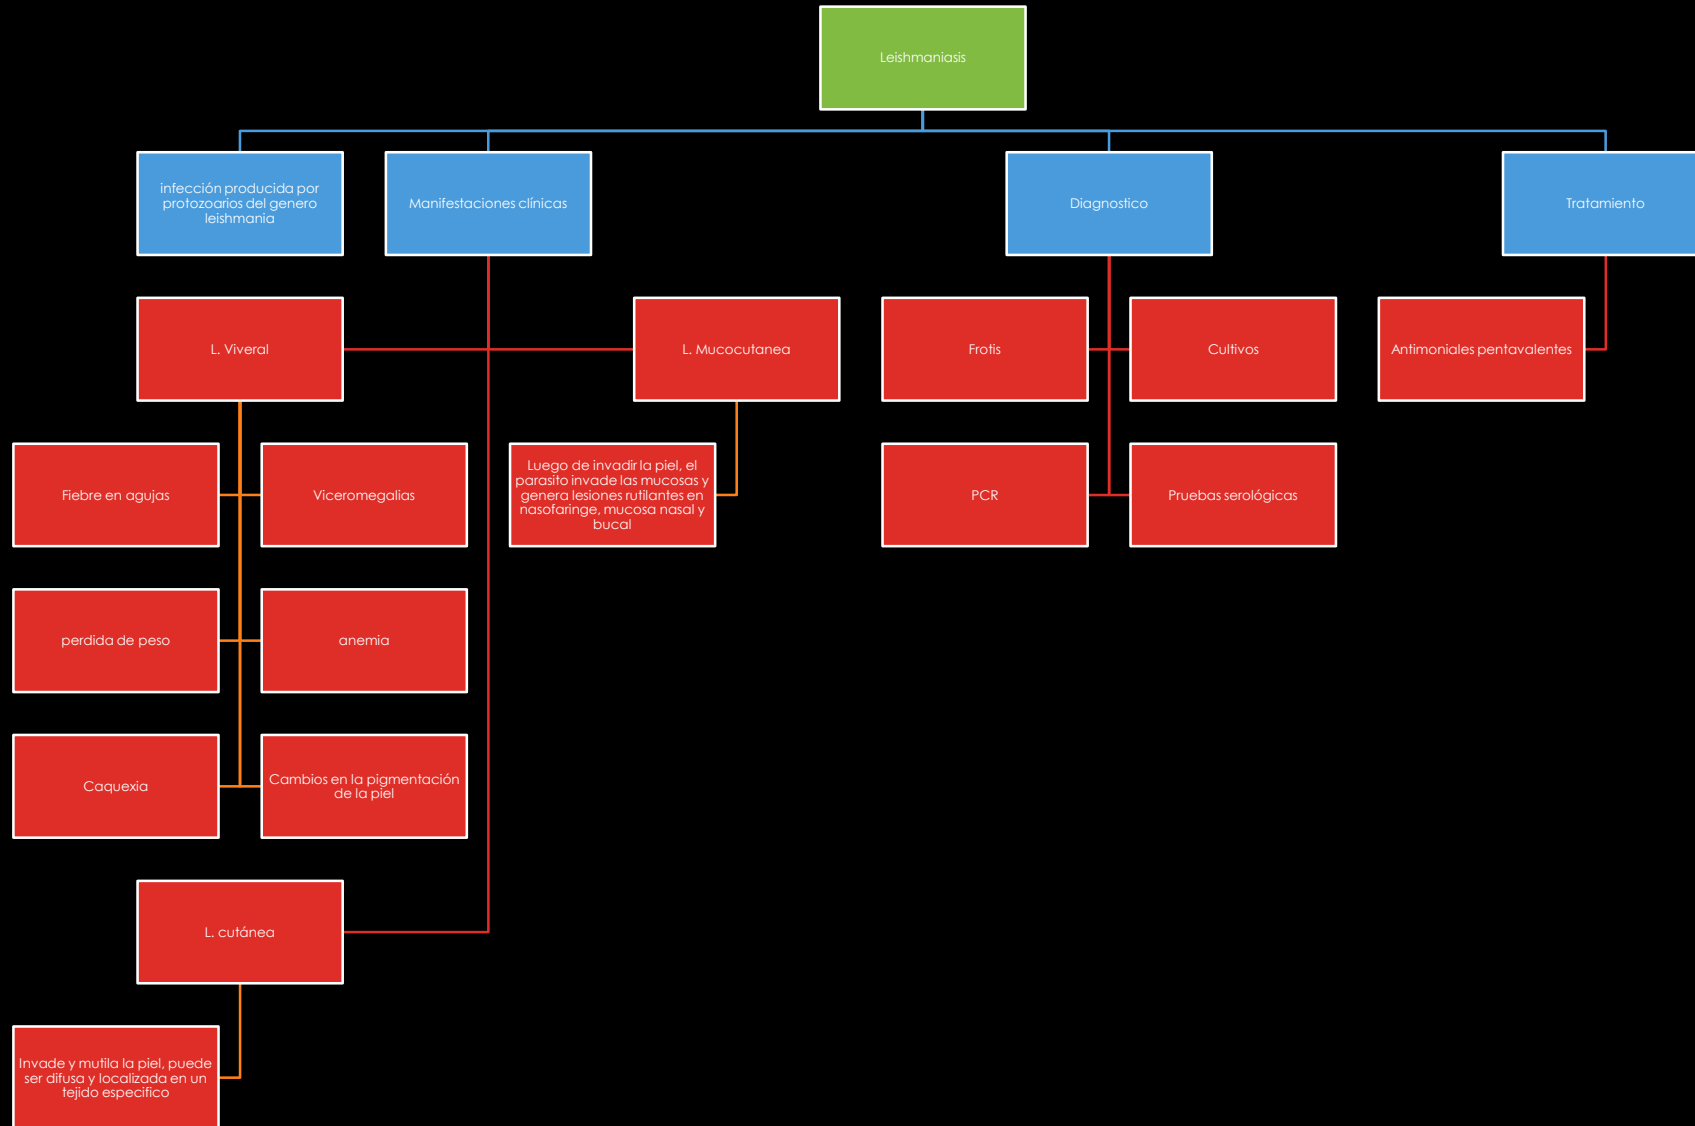 Leishmaniasis
infección producida por
protozoarios del genero
leishmania
Manifestaciones clínicas
Diagnostico
Tratamiento
L. Viveral
L. Mucocutanea
Frotis
Cultivos
Antimoniales pentavalentes
Fiebre en agujas
Viceromegalias
Luego de invadir la piel, el
parasito invade las mucosas y
genera lesiones rutilantes en
nasofaringe, mucosa nasal y
bucal
PCR
Pruebas serológicas
perdida de peso
anemia
Caquexia
Cambios en la pigmentación
de la piel
L. cutánea
Invade y mutila la piel, puede
ser difusa y localizada en un
tejido especifico